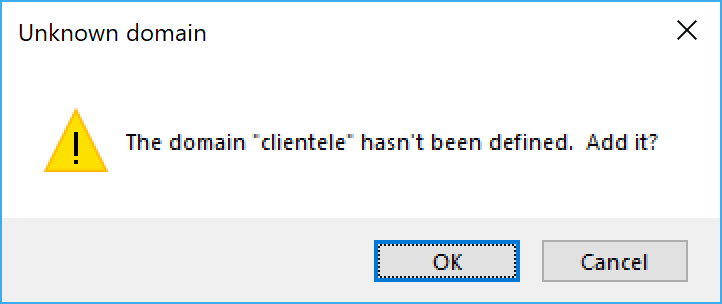 Unknown domain
The domain "clientele" hasn't been defined.  Add it?
OK
Cancel